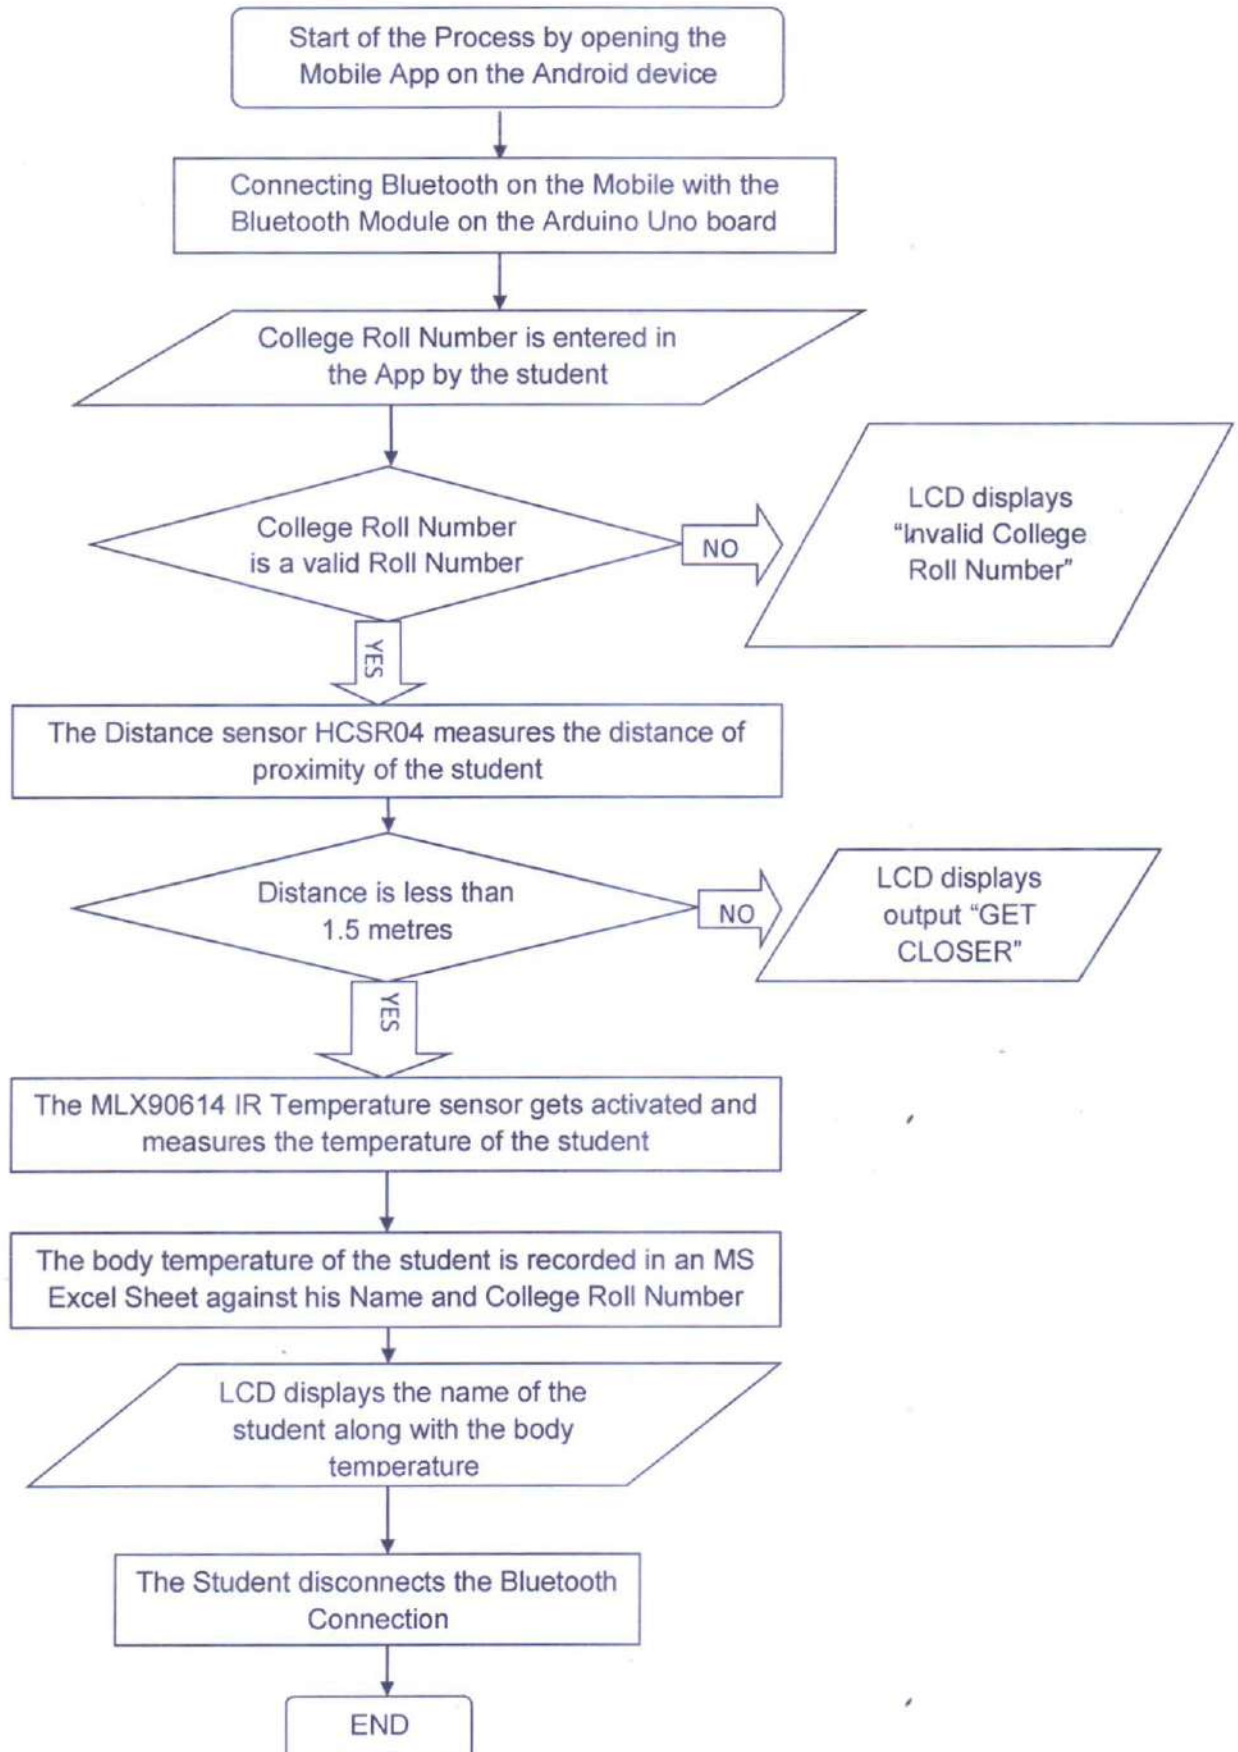 Start of the Process by opening the
Mobile App on the Android device
Connecting Bluetooth on the Mobile with the
Bluetooth Module on the Arduino Uno board
College Roll Number is entered in
the App by the student
College Roll Number
is a valid Roll Number
NO
LCD displays
“Invalid College
Roll Number”
YES
The Distance sensor HCSR04 measures the distance of
proximity of the student
Distance is less than
1.5 metres
NO
LCD displays
output “GET
CLOSER”
YES
The MLX90614 IR Temperature sensor gets activated and
measures the temperature of the student
The body temperature of the student is recorded in an MS
Excel Sheet against his Name and College Roll Number
LCD displays the name of the
student along with the body
temperature
The Student disconnects the Bluetooth
Connection
END